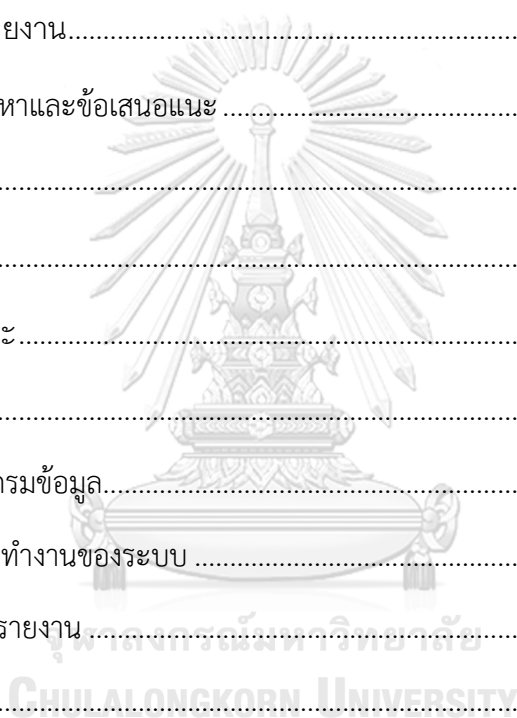 ยงาน
หาและข้อเสนอแนะ
ะ
กรมข้อมูล
ทำงานของระบบ
รายงาน
จุฬาลงกรณ์มหาวิทยาลัย
CHULALONGKORN UNIVERSITY